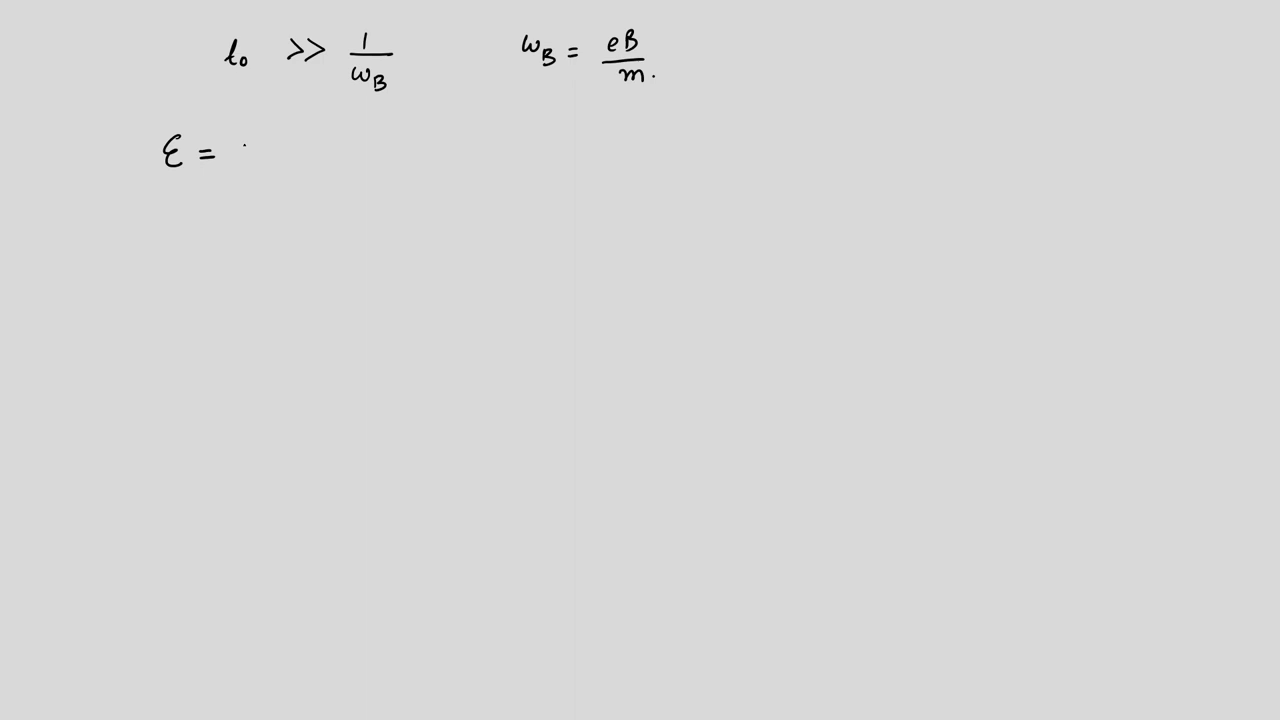 t₀ >> 1/ω_B ω_B = eB/m.
ℰ =